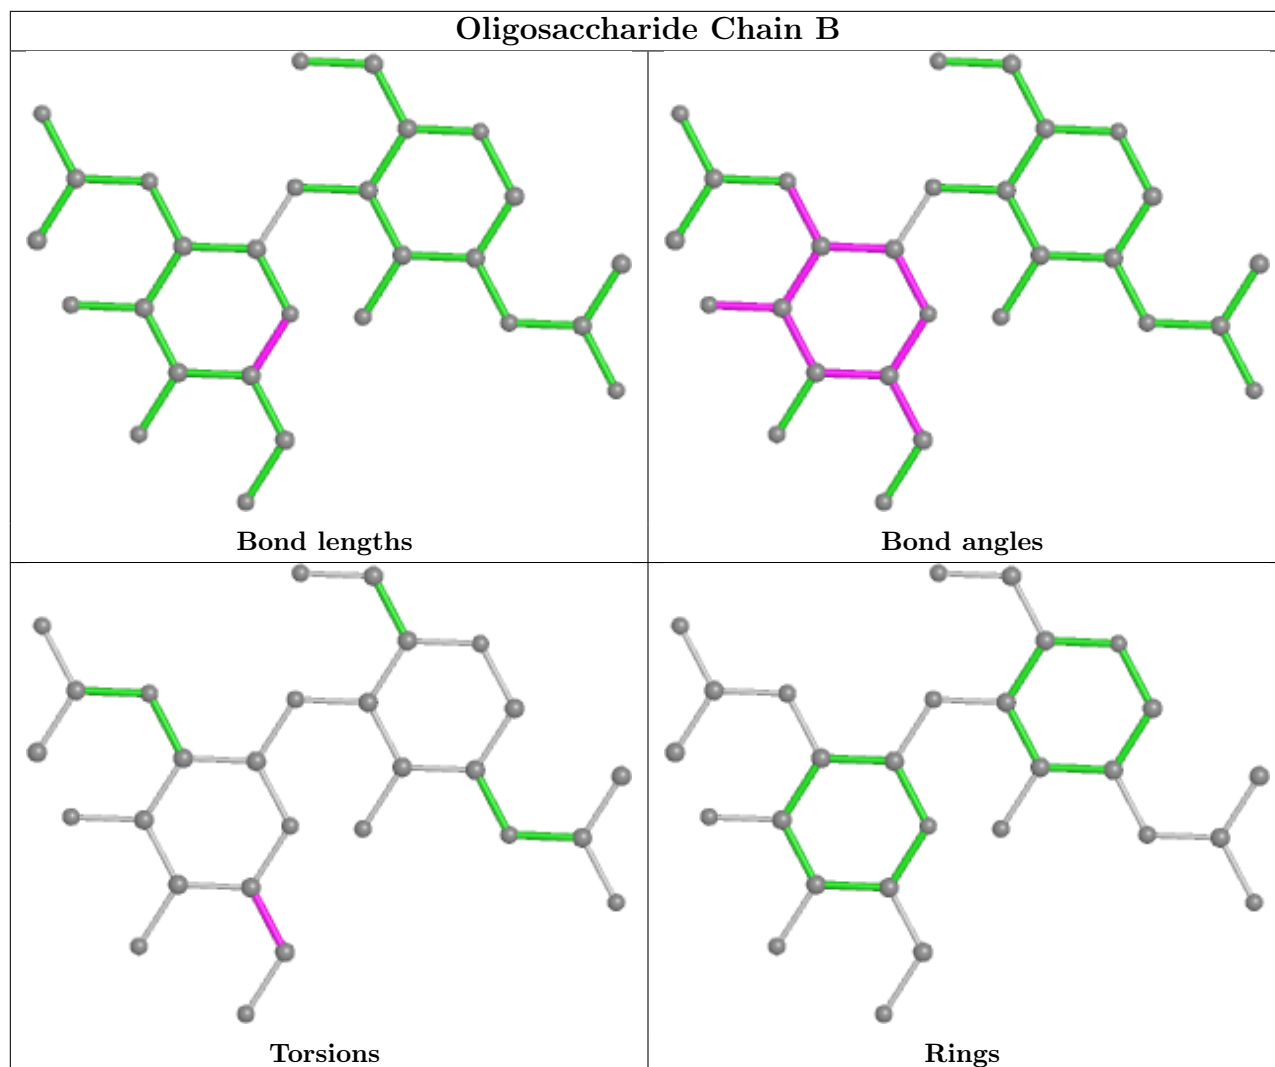 Oligosaccharide Chain B
Bond lengths
Bond angles
Torsions
Rings